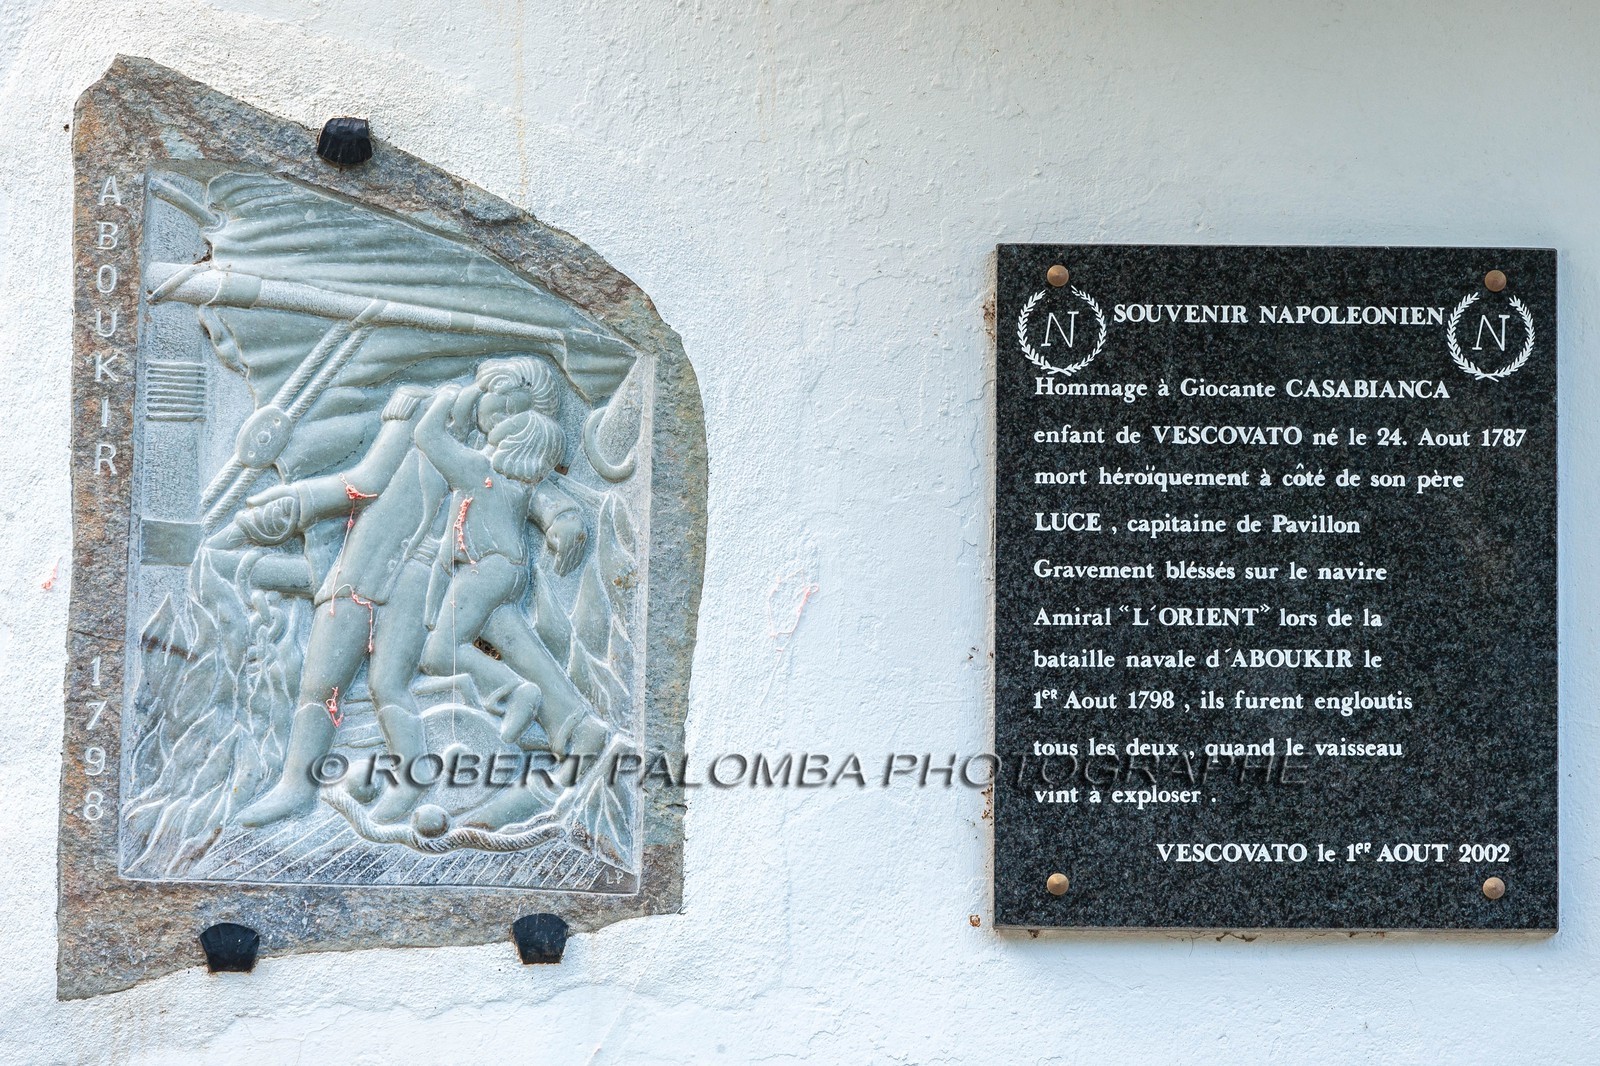 ABOUKIR 1798
LP
N SOUVENIR NAPOLEONIEN N
Hommage à Giocante CASABIANCA
enfant de VESCOVATO né le 24. Aout 1787
mort héroïquement à côté de son père
LUCE , capitaine de Pavillon
Gravement bléssés sur le navire
Amiral "L´ORIENT" lors de la
bataille navale d´ABOUKIR le
1er Aout 1798 , ils furent engloutis
tous les deux , quand le vaisseau
vint à exploser .
VESCOVATO le 1er AOUT 2002
© ROBERT PALOMBA PHOTOGRAPHE